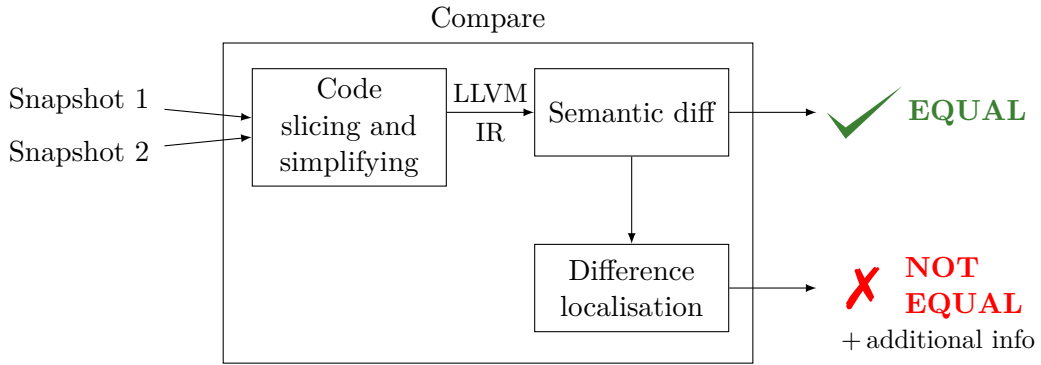 Compare
Snapshot 1
Snapshot 2
Code
slicing and
simplifying
LLVM
IR
Semantic diff
EQUAL
Difference
localisation
NOT
EQUAL
+ additional info